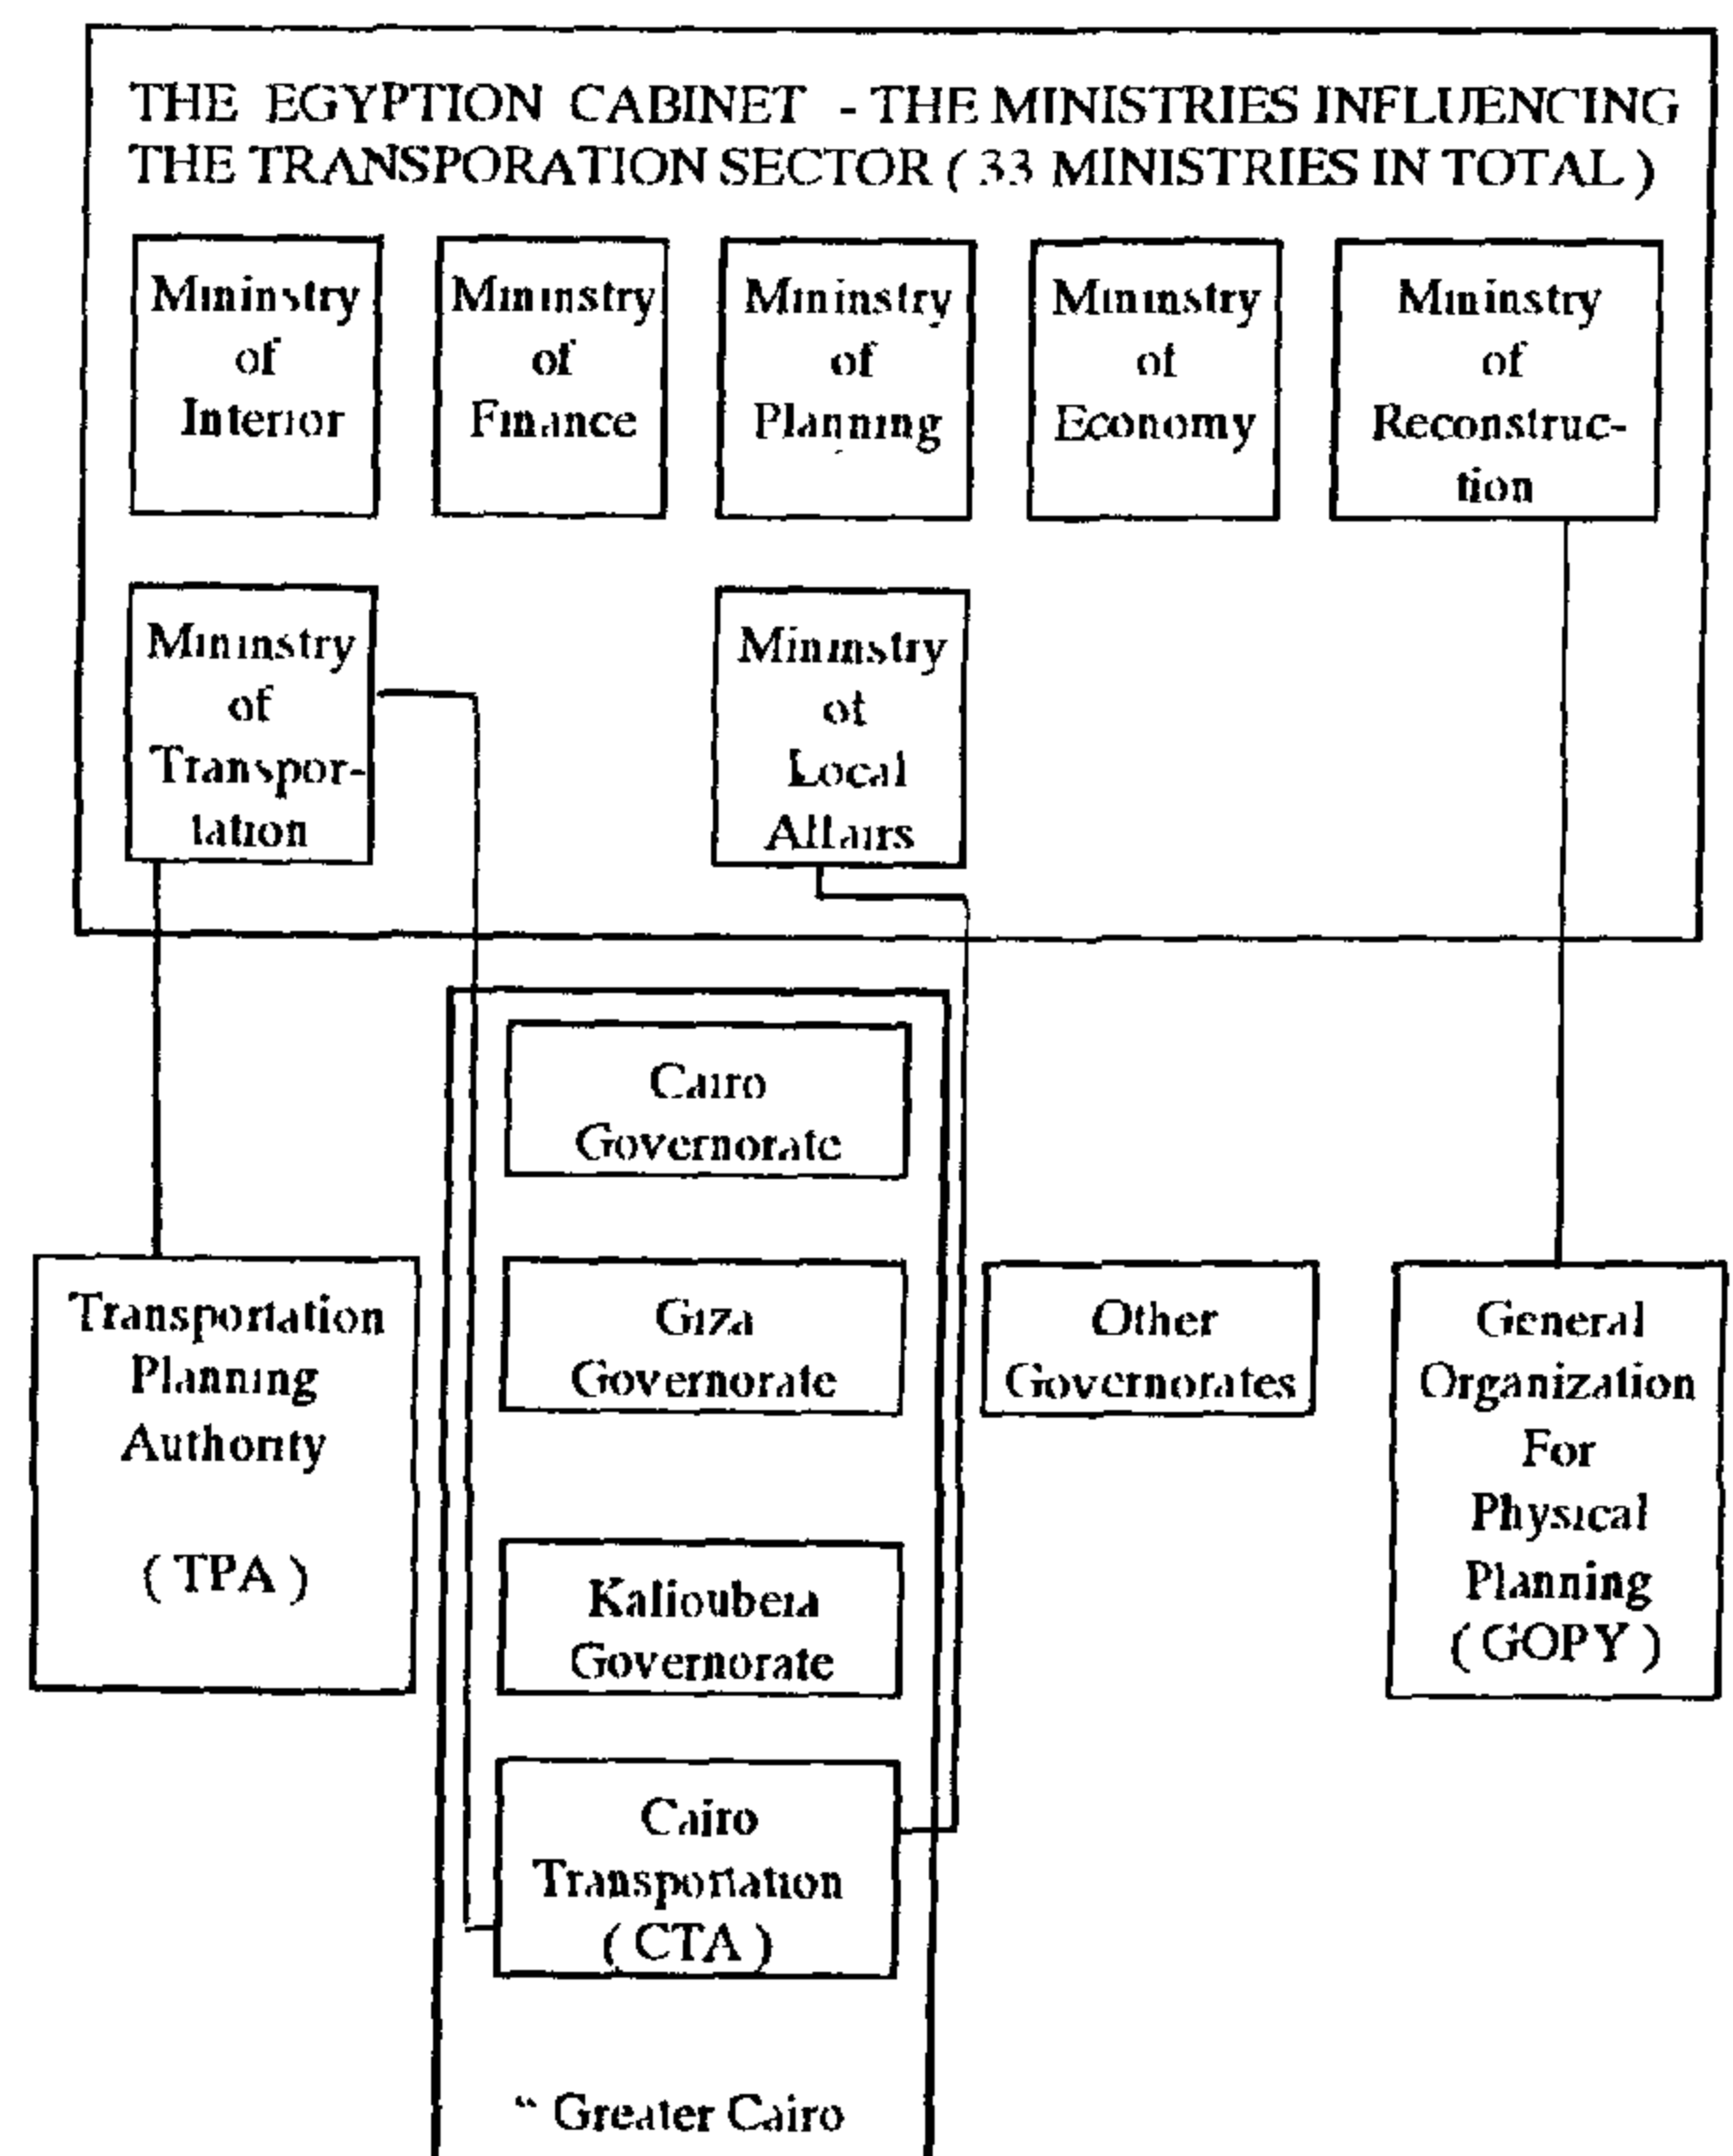 THE EGYPTION CABINET - THE MINISTRIES INFLUENCING
THE TRANSPORATION SECTOR ( 33 MINISTRIES IN TOTAL )
Mininstry
of
Interior
Mininstry
of
Finance
Mininstry
of
Planning
Mininstry
of
Economy
Mininstry
of
Reconstruc-
tion
Mininstry
of
Transpor-
tation
Mininstry
of
Local
Affairs
Cairo
Governorate
Transportation
Planning
Authority
( TPA )
Giza
Governorate
Other
Governorates
General
Organization
For
Physical
Planning
( GOPY )
Kalioubeia
Governorate
Cairo
Transportation
( CTA )
“ Greater Cairo